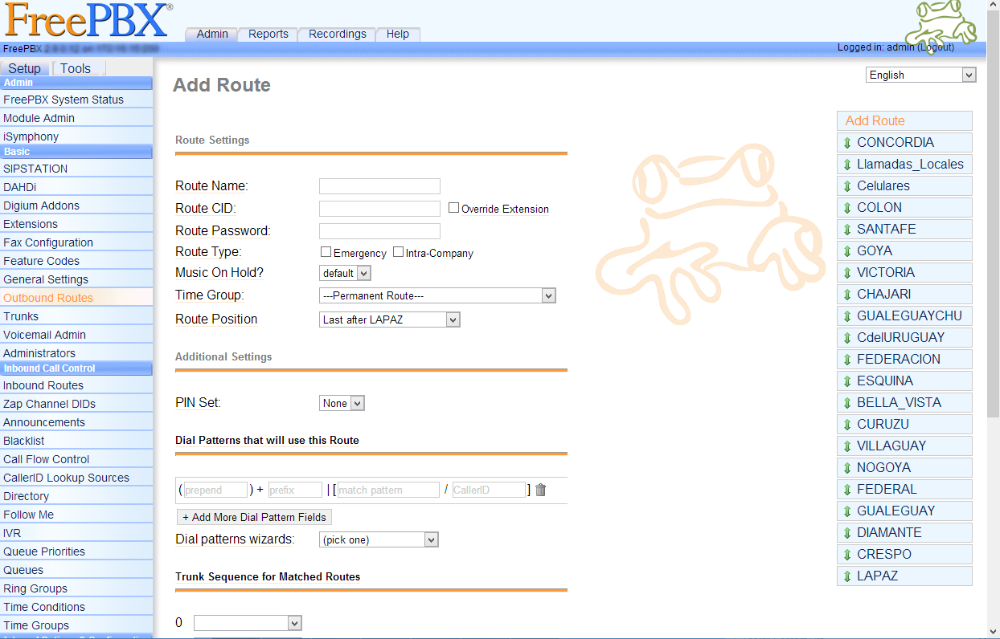 FreePBX®
Admin
Reports
Recordings
Help
FreePBX
Logged in: admin (Logout)
Setup
Tools
English
Admin
FreePBX System Status
Module Admin
iSymphony
Basic
SIPSTATION
DAHDi
Digium Addons
Extensions
Fax Configuration
Feature Codes
General Settings
Outbound Routes
Trunks
Voicemail Admin
Administrators
Inbound Call Control
Inbound Routes
Zap Channel DIDs
Announcements
Blacklist
Call Flow Control
CallerID Lookup Sources
Directory
Follow Me
IVR
Queue Priorities
Queues
Ring Groups
Time Conditions
Time Groups
Add Route
Route Settings
Route Name:
Route CID:
Override Extension
Route Password:
Route Type:
Emergency
Intra-Company
Music On Hold?
default
Time Group:
---Permanent Route---
Route Position
Last after LAPAZ
Additional Settings
PIN Set:
None
Dial Patterns that will use this Route
( prepend ) + prefix | [ match pattern / CallerID ]
+ Add More Dial Pattern Fields
Dial patterns wizards:
(pick one)
Trunk Sequence for Matched Routes
0
Add Route
CONCORDIA
Llamadas_Locales
Celulares
COLON
SANTAFE
GOYA
VICTORIA
CHAJARI
GUALEGUAYCHU
CdelURUGUAY
FEDERACION
ESQUINA
BELLA_VISTA
CURUZU
VILLAGUAY
NOGOYA
FEDERAL
GUALEGUAY
DIAMANTE
CRESPO
LAPAZ